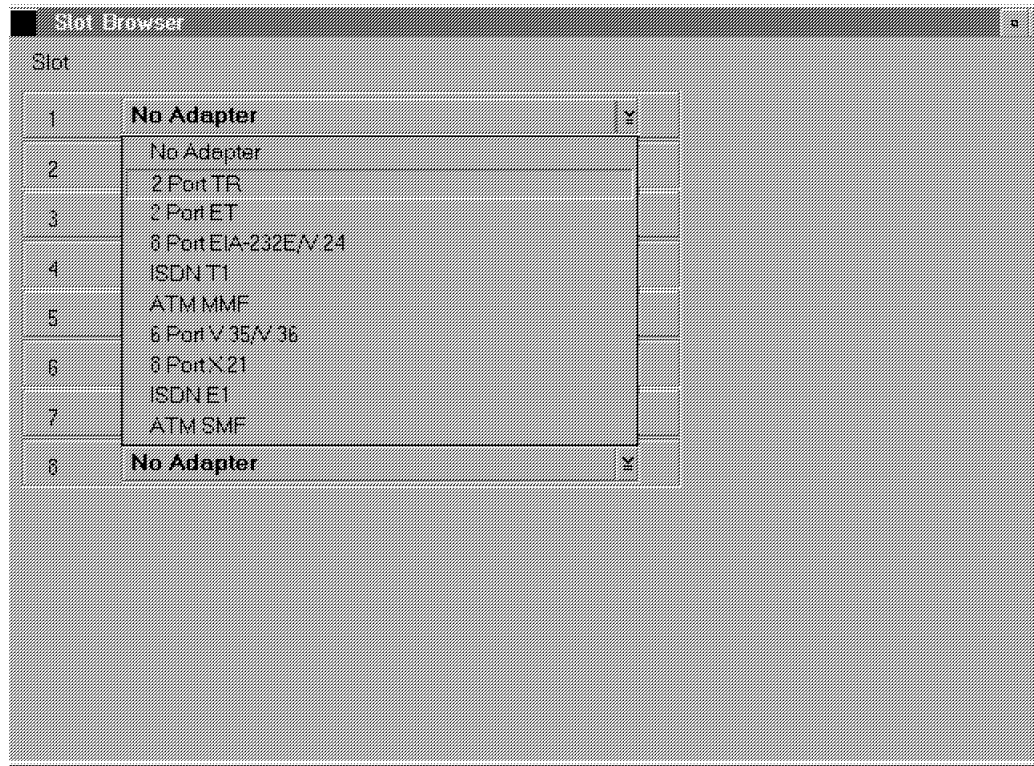 Slot Browser
Slot
1 No Adapter
No Adapter
2
2 Port TR
3 2 Port ET
8 Port EIA-232E/V.24
4 ISDN T1
ATM MMF
5 6 Port V.35/V.36
6 8 Port X.21
ISDN E1
7 ATM SMF
8 No Adapter